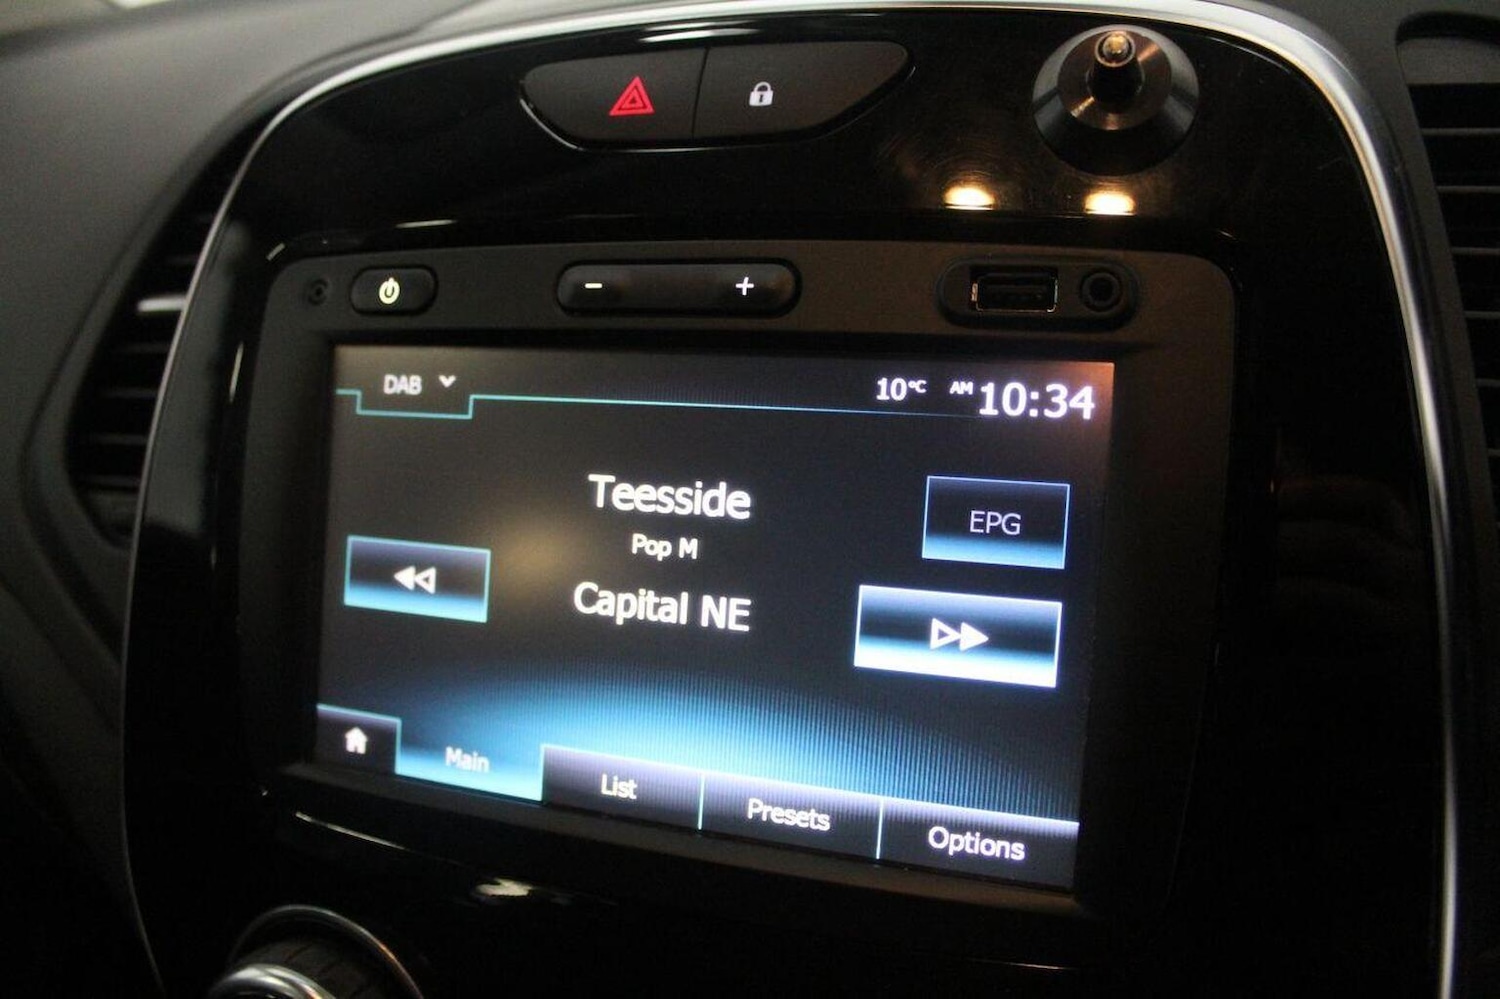 DAB 10°C AM 10:34
Teesside
EPG
Pop M
Capital NE
Main List Presets Options